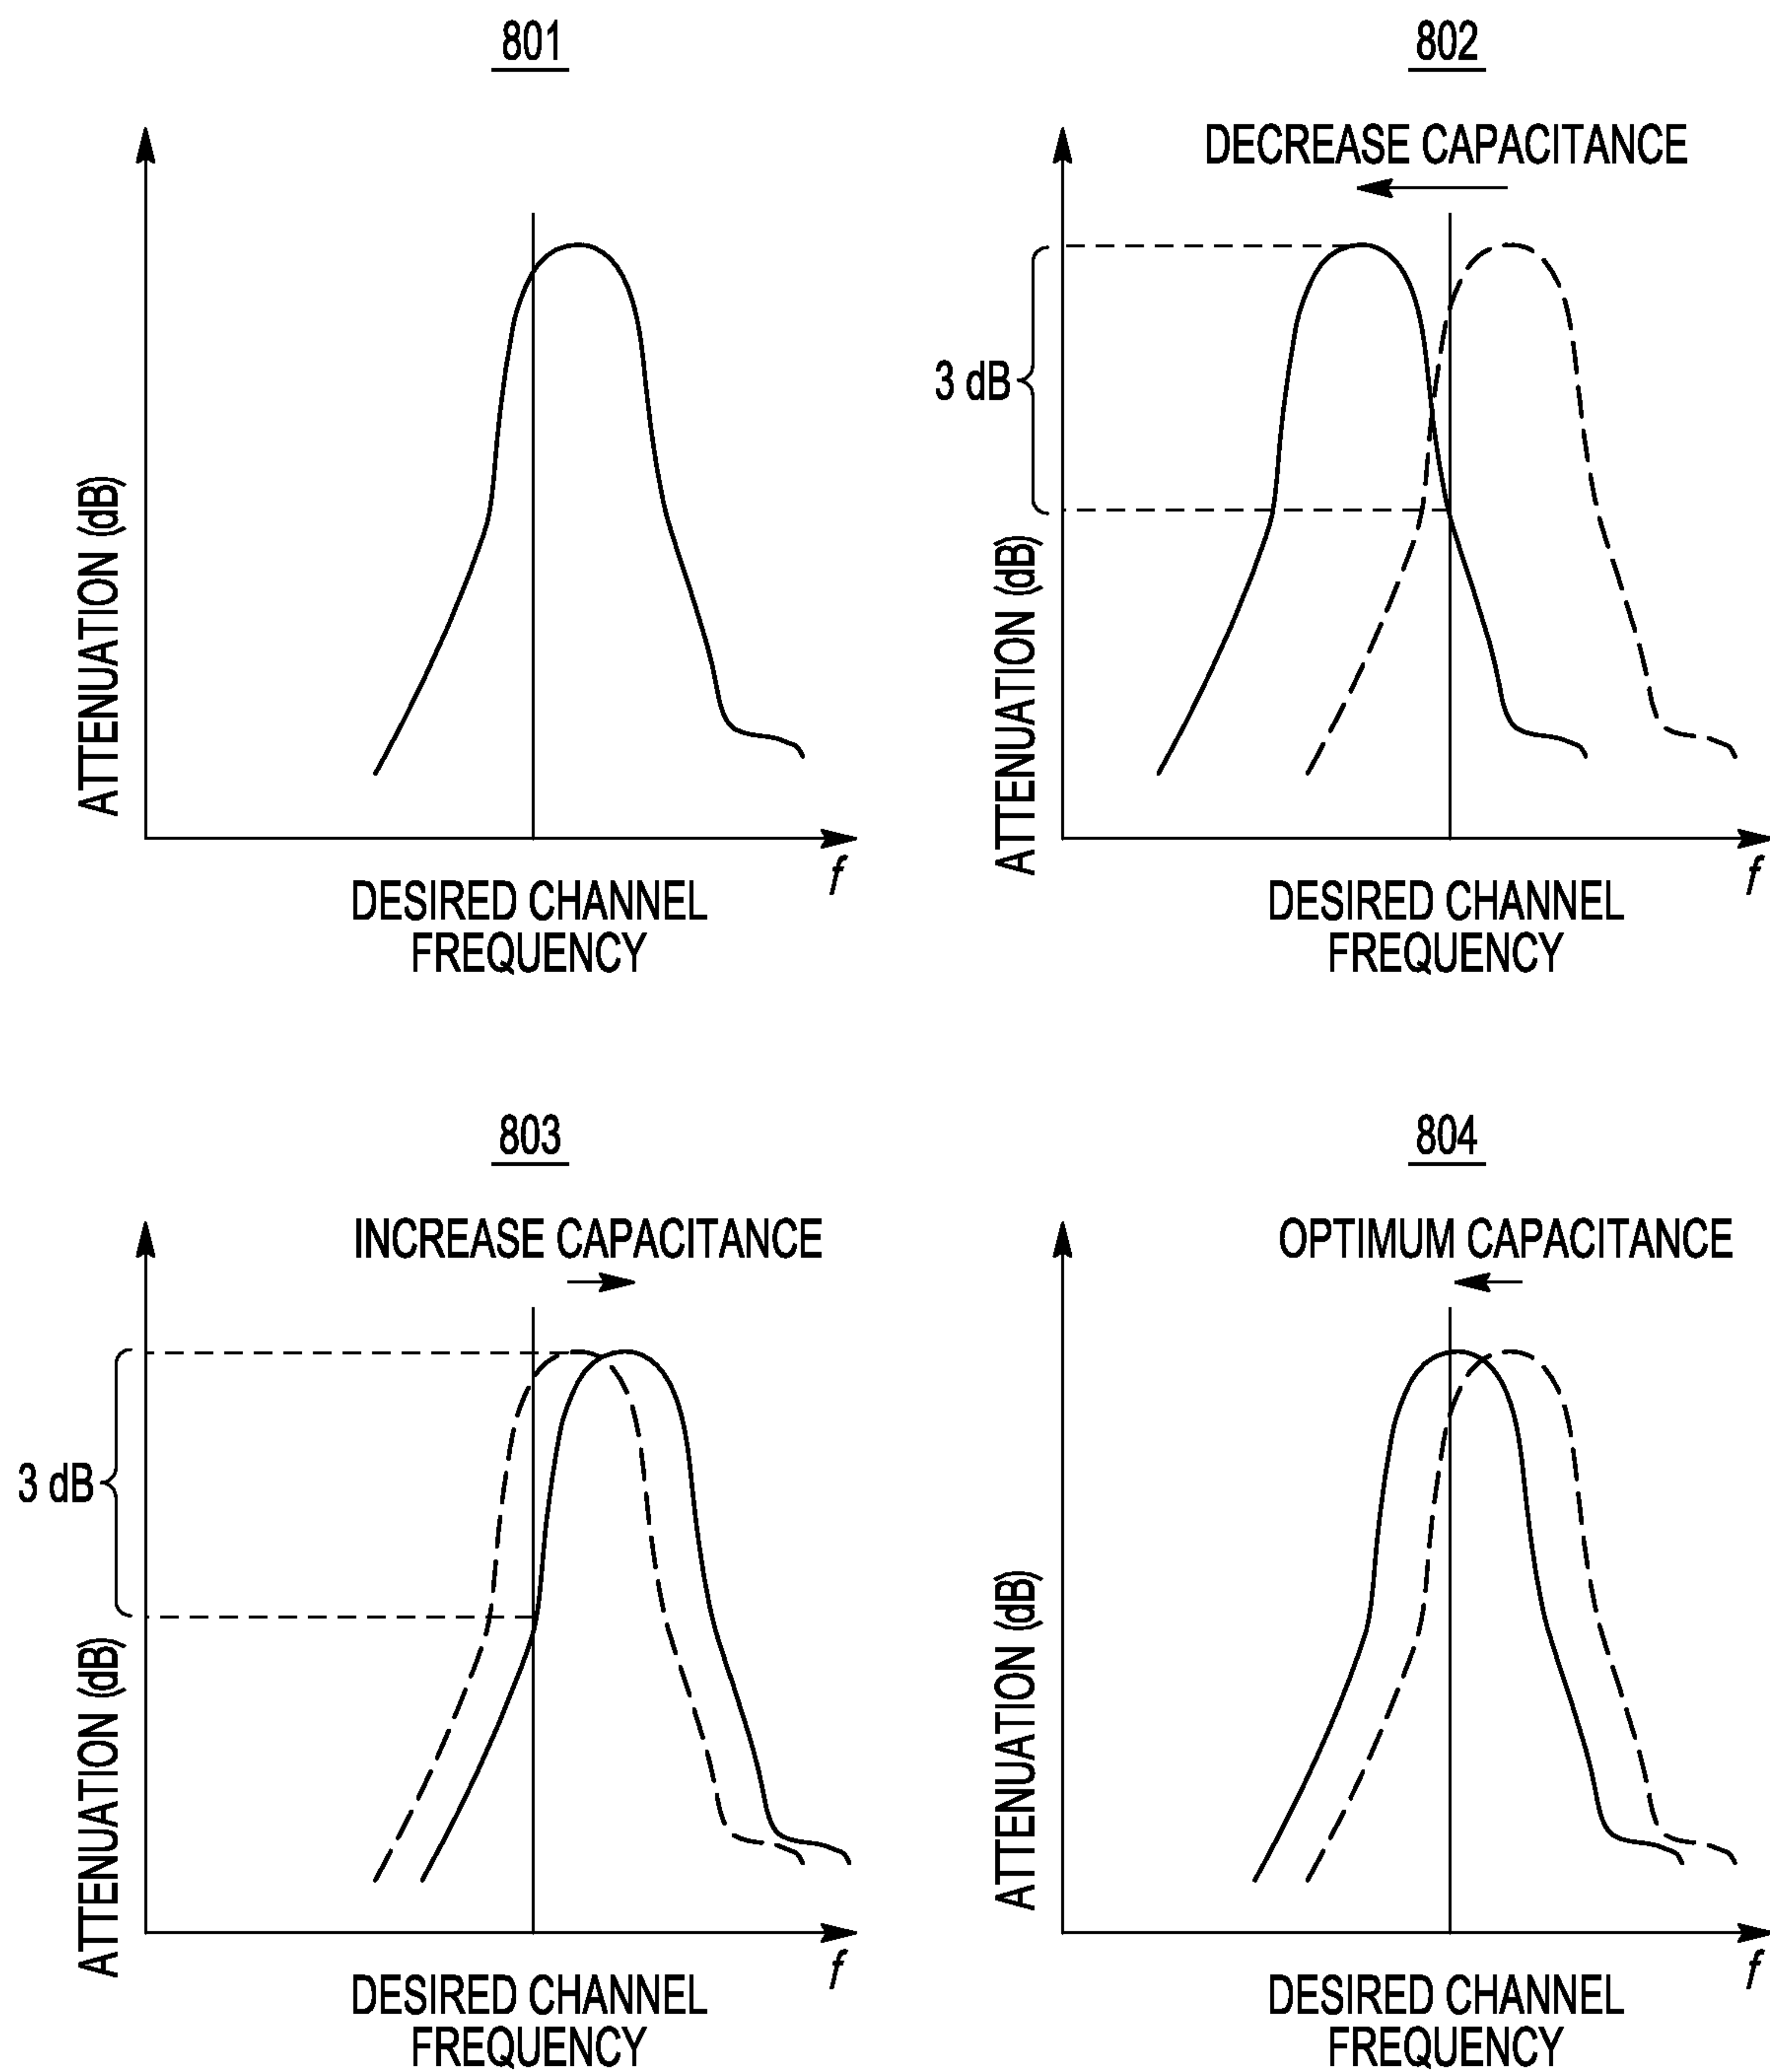 801
ATTENUATION (dB)
f
DESIRED CHANNEL
FREQUENCY
802
DECREASE CAPACITANCE
3 dB
ATTENUATION (dB)
f
DESIRED CHANNEL
FREQUENCY
803
INCREASE CAPACITANCE
3 dB
ATTENUATION (dB)
f
DESIRED CHANNEL
FREQUENCY
804
OPTIMUM CAPACITANCE
ATTENUATION (dB)
f
DESIRED CHANNEL
FREQUENCY